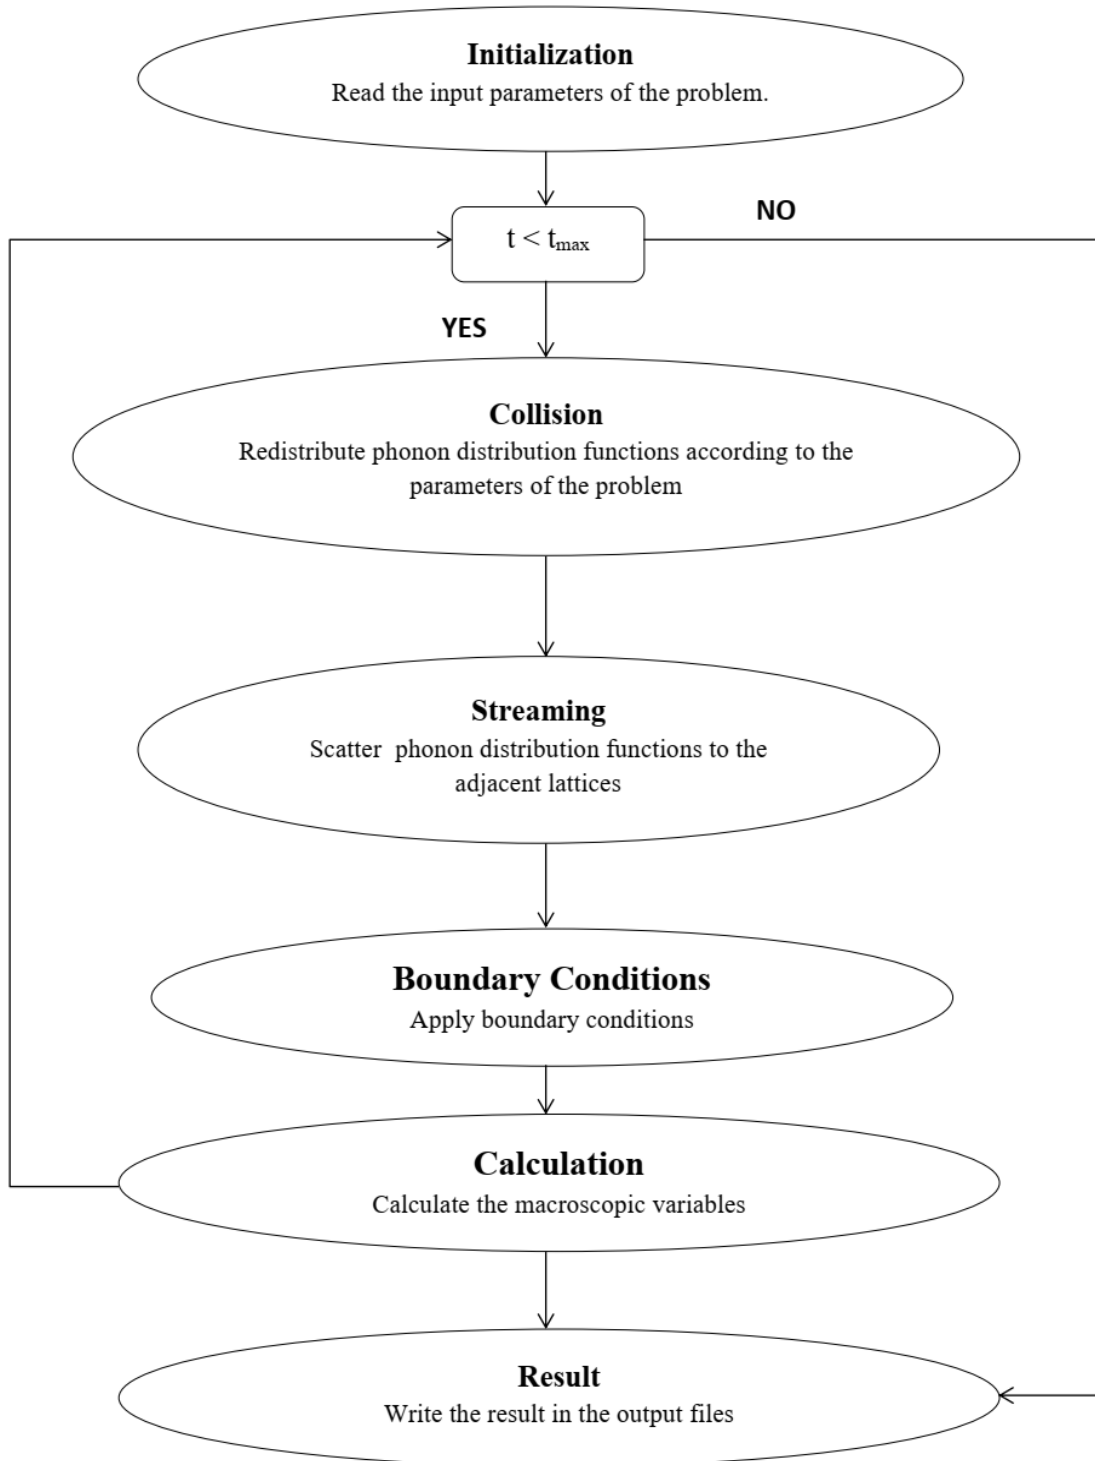 Initialization
Read the input parameters of the problem.
NO
t < tmax
YES
Collision
Redistribute phonon distribution functions according to the
parameters of the problem
Streaming
Scatter  phonon distribution functions to the
adjacent lattices
Boundary Conditions
Apply boundary conditions
Calculation
Calculate the macroscopic variables
Result
Write the result in the output files